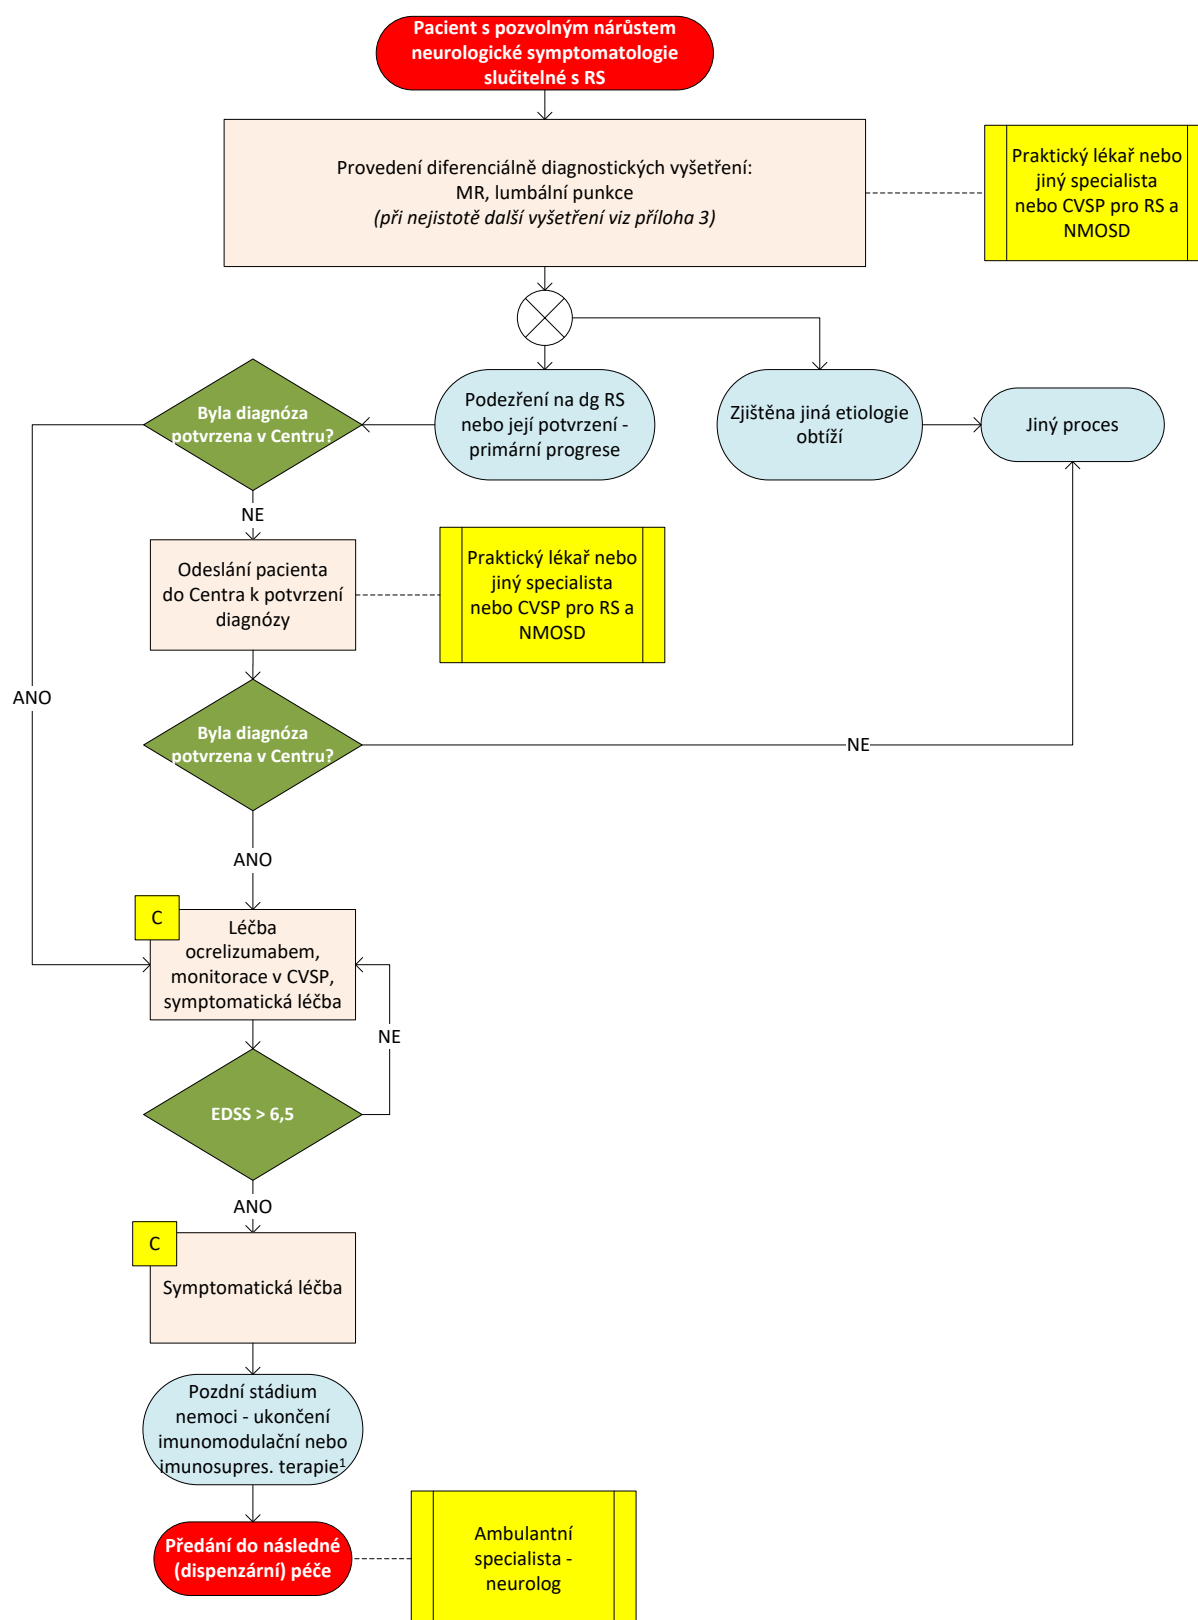 Pacient s pozvolným nárůstem
neurologické symptomatologie
slučitelné s RS
Provedení diferenciálně diagnostických vyšetření:
MR, lumbální punkce
(při nejistotě další vyšetření viz příloha 3)
Praktický lékař nebo
jiný specialista
nebo CVSP pro RS a
NMOSD
Byla diagnóza
potvrzena v Centru?
Podezření na dg RS
nebo její potvrzení -
primární progrese
Zjištěna jiná etiologie
obtíží
Jiný proces
NE
Odeslání pacienta
do Centra k potvrzení
diagnózy
Praktický lékař nebo
jiný specialista
nebo CVSP pro RS a
NMOSD
ANO
Byla diagnóza
potvrzena v Centru?
NE
ANO
C
Léčba
ocrelizumabem,
monitorace v CVSP,
symptomatická léčba
NE
EDSS > 6,5
ANO
C
Symptomatická léčba
Pozdní stádium
nemoci - ukončení
imunomodulační nebo
imunosupres. terapie¹
Předání do následné
(dispenzární) péče
Ambulantní
specialista -
neurolog